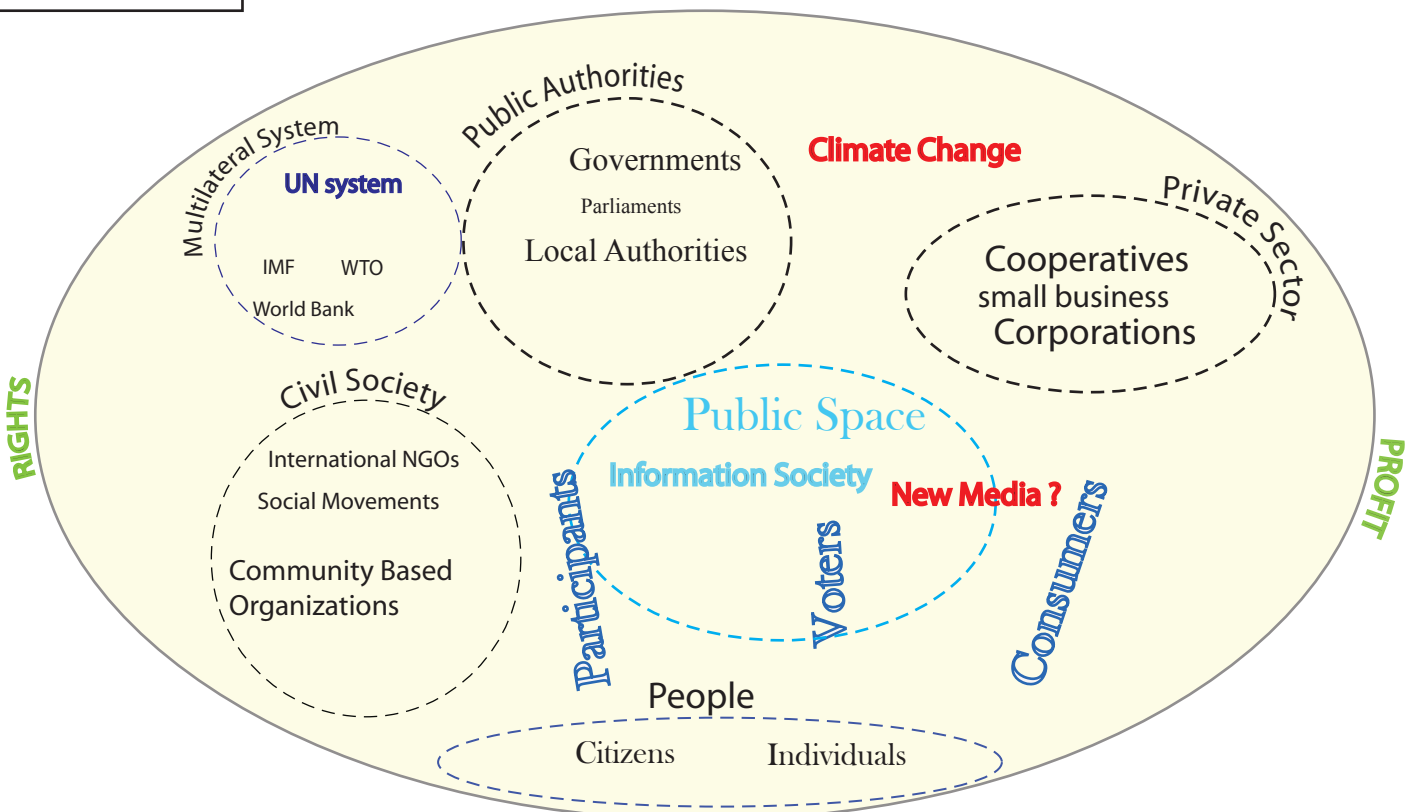 Public Authorities
Multilateral System
Governments
Climate Change
UN system
Private Sector
Parliaments
Local Authorities
Cooperatives
IMF WTO
small business
World Bank
Corporations
Civil Society
RIGHTS
Public Space
PROFIT
International NGOs
Information Society
Social Movements
New Media ?
Participants
Voters
Consumers
Community Based
Organizations
People
Citizens Individuals